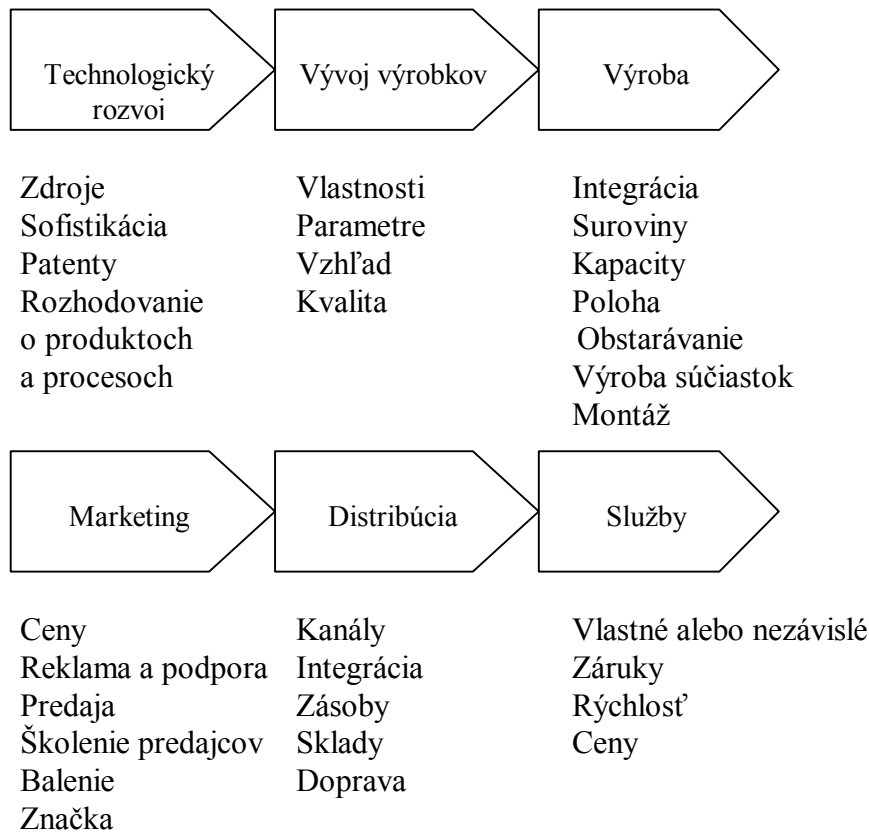 Technologický
rozvoj
Vývoj výrobkov
Výroba
Zdroje
Sofistikácia
Patenty
Rozhodovanie
o produktoch
a procesoch
Vlastnosti
Parametre
Vzhľad
Kvalita
Integrácia
Suroviny
Kapacity
Poloha
Obstarávanie
Výroba súčiastok
Montáž
Marketing
Distribúcia
Služby
Ceny
Reklama a podpora
Predaja
Školenie predajcov
Balenie
Značka
Kanály
Integrácia
Zásoby
Sklady
Doprava
Vlastné alebo nezávislé
Záruky
Rýchlosť
Ceny